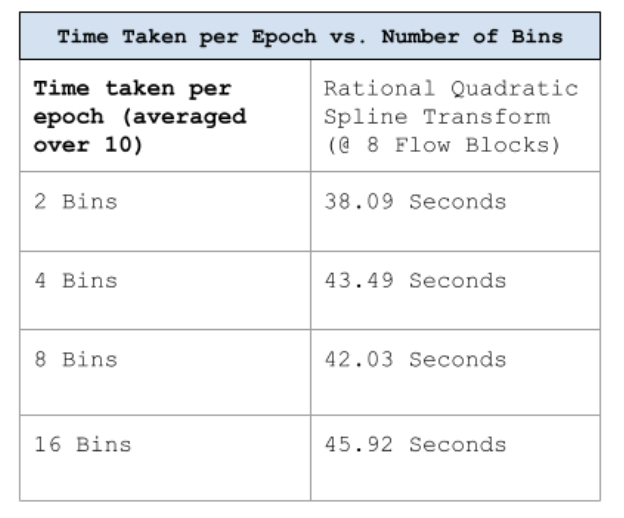 Time Taken per Epoch vs. Number of Bins
Time taken per
epoch (averaged
over 10)
Rational Quadratic
Spline Transform
(@ 8 Flow Blocks)
2 Bins
38.09 Seconds
4 Bins
43.49 Seconds
8 Bins
42.03 Seconds
16 Bins
45.92 Seconds